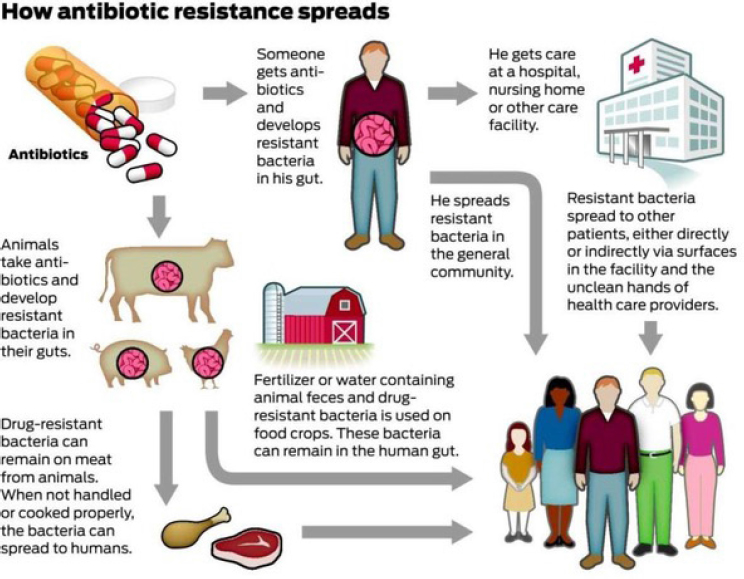 How antibiotic resistance spreads
Antibiotics
Someone
gets anti-
biotics
and
develops
resistant
bacteria
in his gut.
He gets care
at a hospital,
nursing home
or other care
facility.
He spreads
resistant
bacteria in
the general
community.
Resistant bacteria
spread to other
patients, either directly
or indirectly via surfaces
in the facility and the
unclean hands of
health care providers.
Animals
take anti-
biotics and
develop
resistant
bacteria in
their guts.
Fertilizer or water containing
animal feces and drug-
resistant bacteria is used on
food crops. These bacteria
can remain in the human gut.
Drug-resistant
bacteria can
remain on meat
from animals.
When not handled
or cooked properly,
the bacteria can
spread to humans.